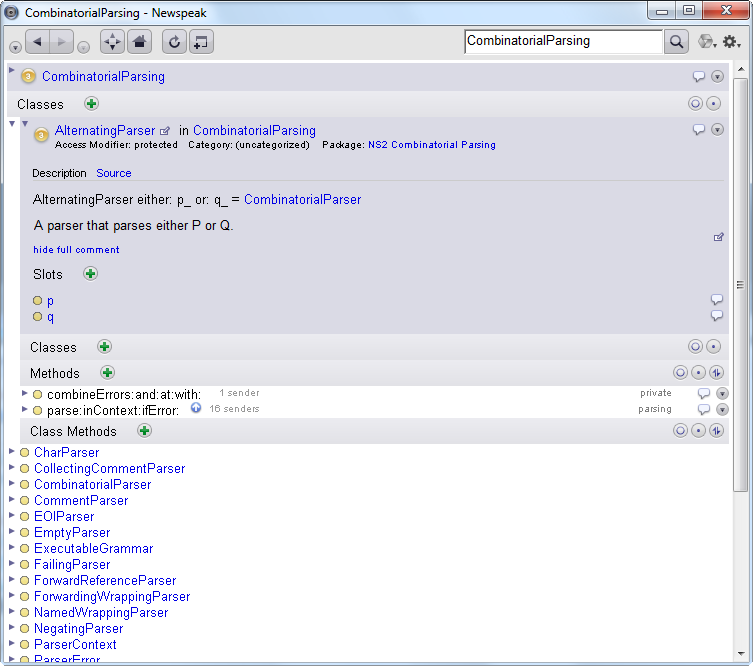 CombinatorialParsing - Newspeak
CombinatorialParsing
CombinatorialParsing
Classes
AlternatingParser in CombinatorialParsing
Access Modifier: protected Category: (uncategorized) Package: NS2 Combinatorial Parsing
Description Source
AlternatingParser either: p_ or: q_ = CombinatorialParser
A parser that parses either P or Q.
hide full comment
Slots
p
q
Classes
Methods
combineErrors:and:at:with: 1 sender private
parse:inContext:ifError: 16 senders parsing
Class Methods
CharParser
CollectingCommentParser
CombinatorialParser
CommentParser
EOIParser
EmptyParser
ExecutableGrammar
FailingParser
ForwardReferenceParser
ForwardingWrappingParser
NamedWrappingParser
NegatingParser
ParserContext
ParserError